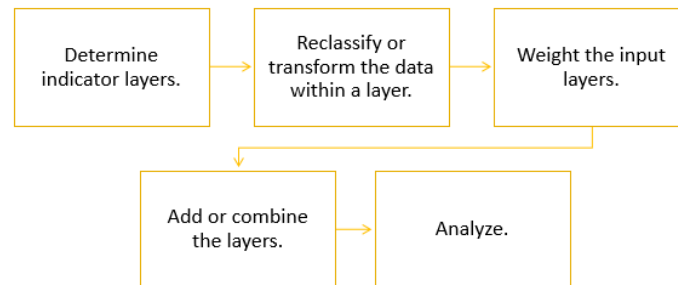 Determine
indicator layers.
Reclassify or
transform the data
within a layer.
Weight the input
layers.
Add or combine
the layers.
Analyze.